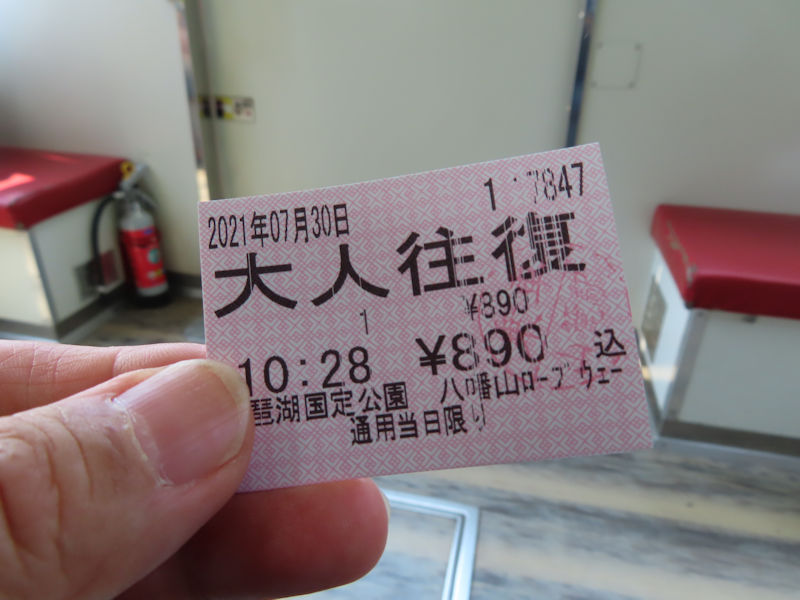 1 17847
2021年07月30日
大人往復
1 ¥890
10:28 ¥890 込
琶湖国定公園 八幡山ロープウェー
通用当日限り